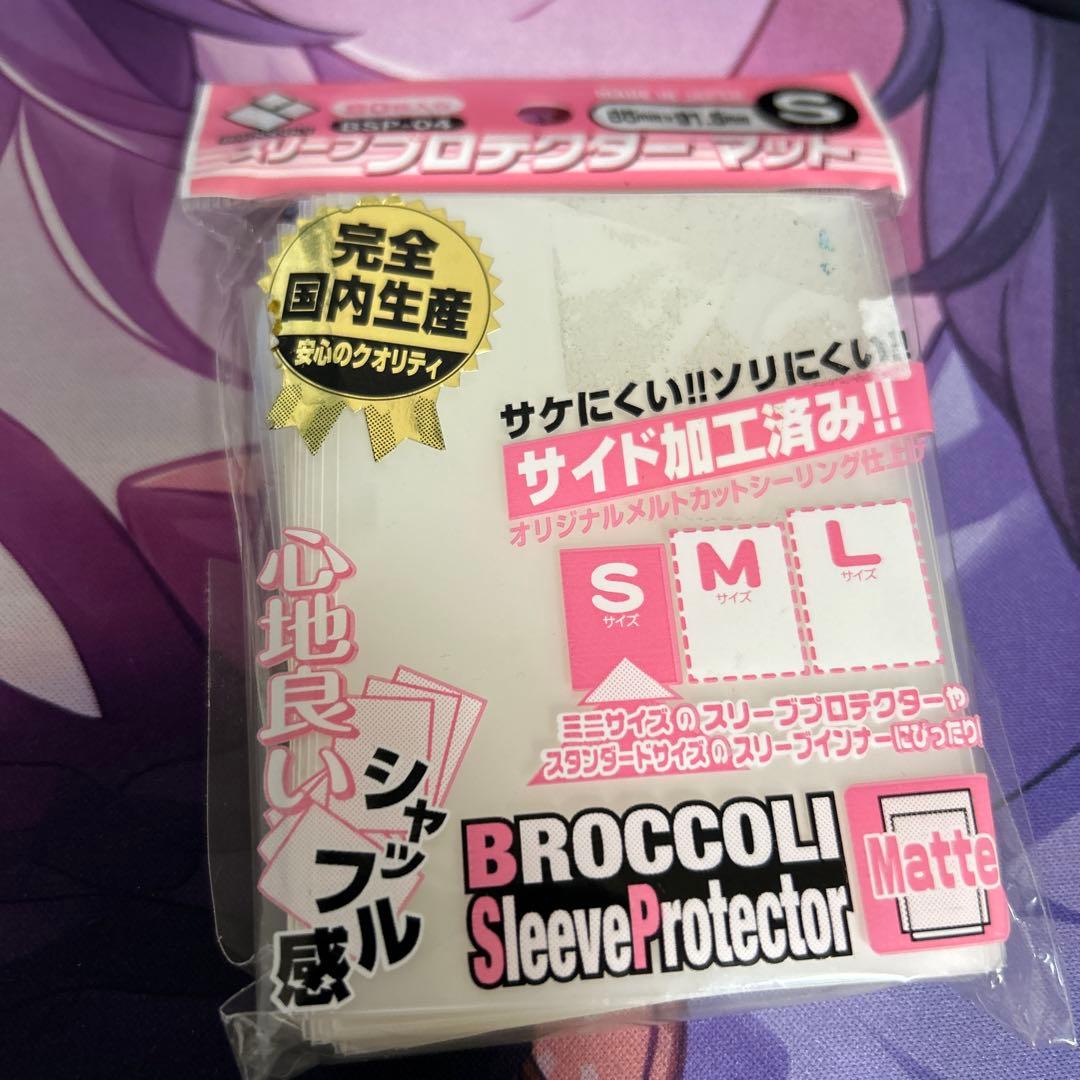 BSP-04
S
スリーブプロテクター マット
完全
国内生産
安心のクオリティ
サケにくい!!ソリにくい!!
サイド加工済み!!
オリジナルメルトカットシーリング仕上げ
S
サイズ
M
サイズ
L
サイズ
ミニサイズのスリーブプロテクターや
スタンダードサイズのスリーブインナーにぴったり!
心地良い
シャッフル感
BROCCOLI
SleeveProtector
Matte